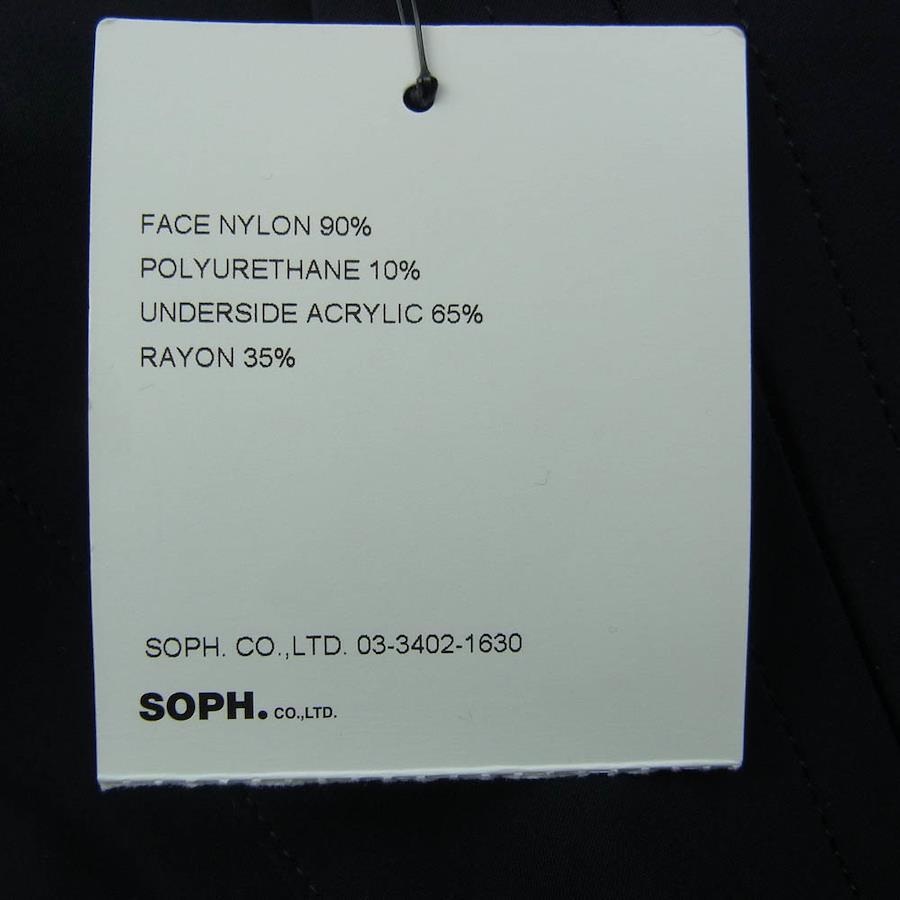 FACE NYLON 90%
POLYURETHANE 10%
UNDERSIDE ACRYLIC 65%
RAYON 35%
SOPH. CO.,LTD. 03-3402-1630
SOPH. CO.,LTD.